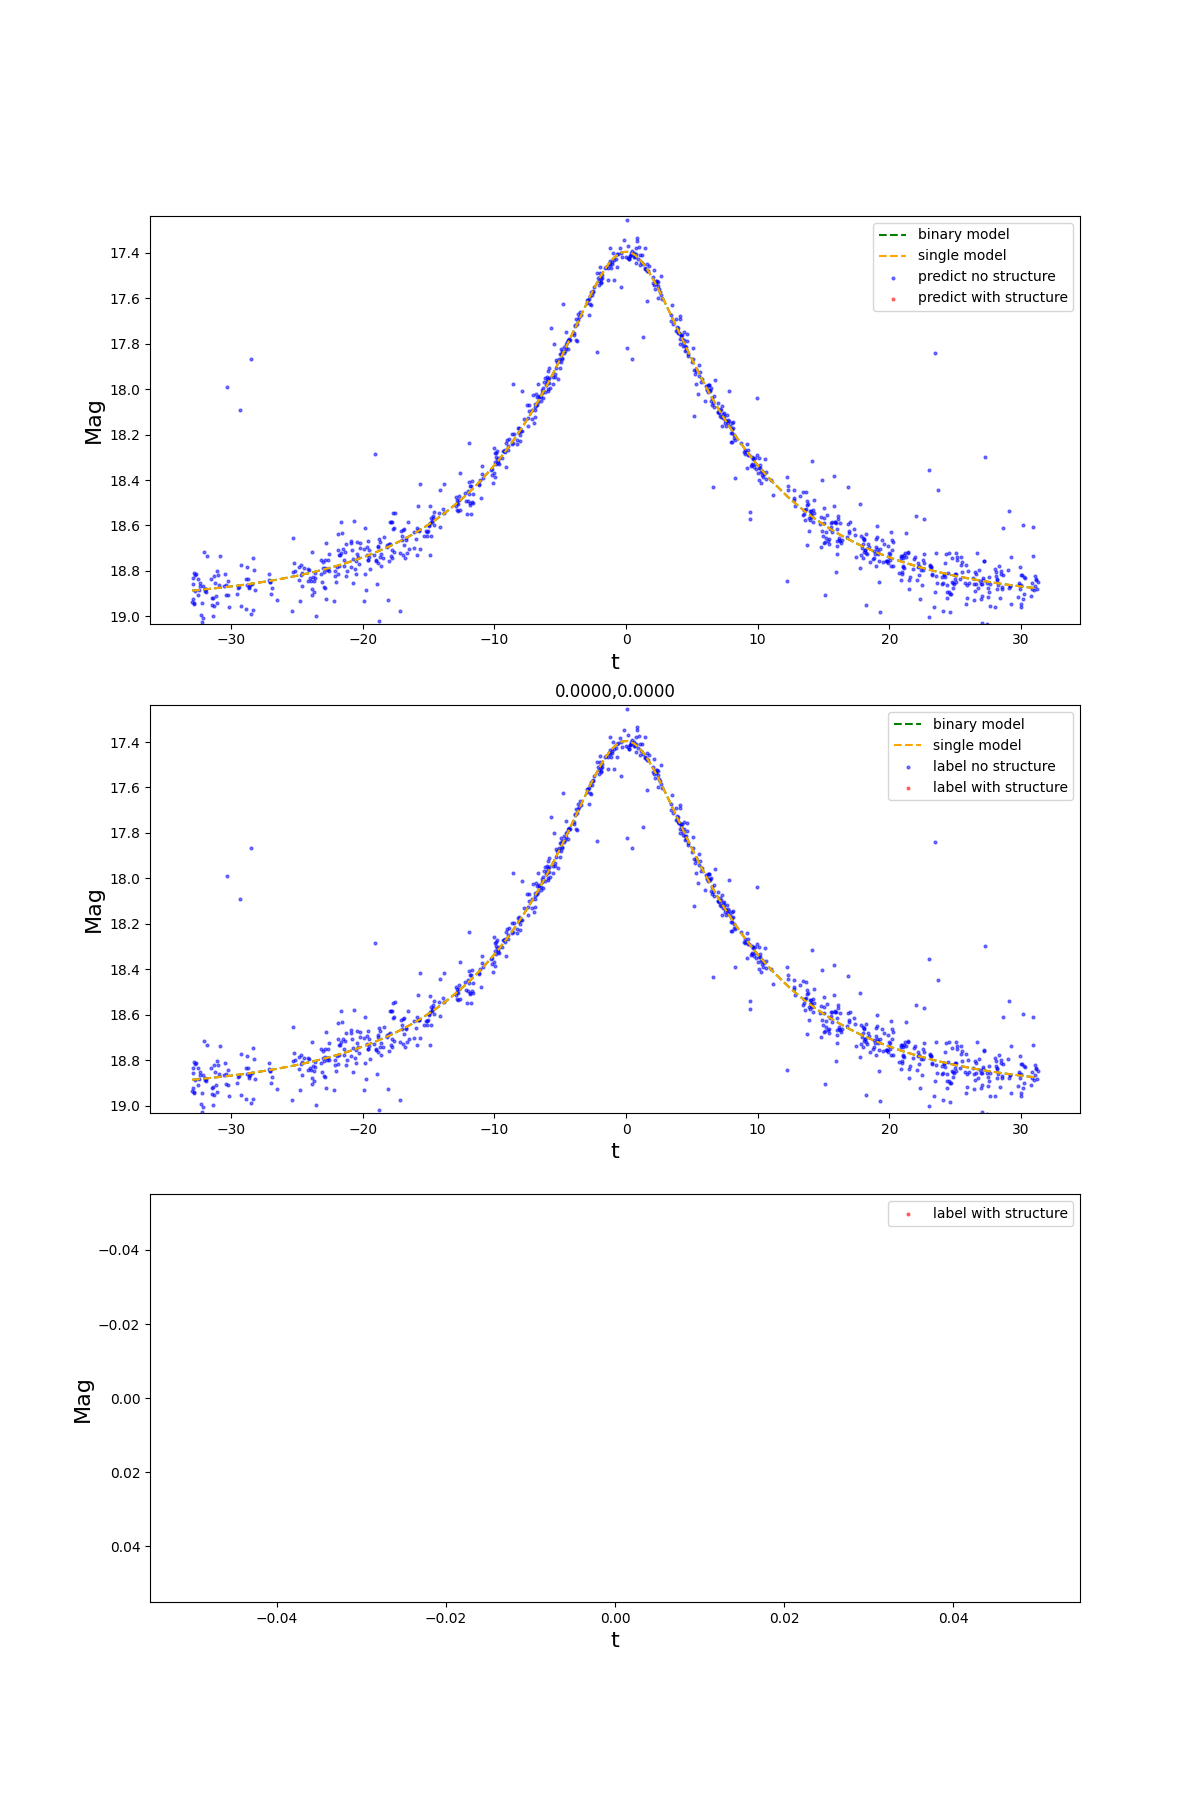 binary model
single model
predict no structure
predict with structure
17.4
17.6
17.8
18.0
18.2
18.4
18.6
18.8
19.0
Mag
−30
−20
−10
0
10
20
30
t
0.0000,0.0000
binary model
single model
label no structure
label with structure
17.4
17.6
17.8
18.0
18.2
18.4
18.6
18.8
19.0
Mag
−30
−20
−10
0
10
20
30
t
label with structure
−0.04
−0.02
0.00
0.02
0.04
Mag
−0.04
−0.02
0.00
0.02
0.04
t